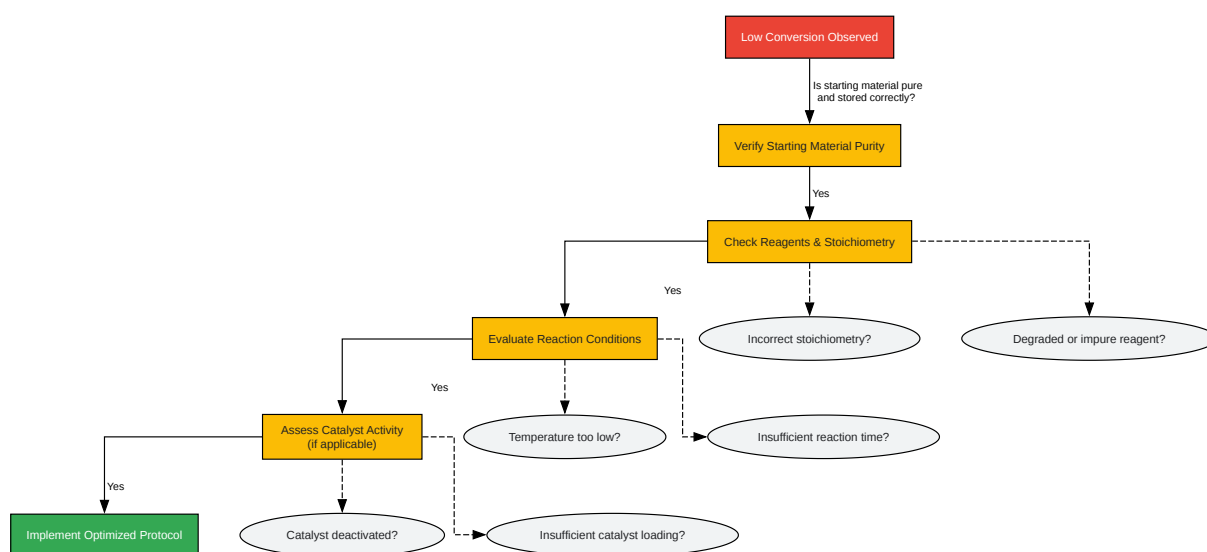 Low Conversion Observed
Is starting material pure
and stored correctly?
Verify Starting Material Purity
Yes
Check Reagents & Stoichiometry
Yes
Evaluate Reaction Conditions
Incorrect stoichiometry?
Degraded or impure reagent?
Yes
Assess Catalyst Activity
(if applicable)
Temperature too low?
Insufficient reaction time?
Yes
Implement Optimized Protocol
Catalyst deactivated?
Insufficient catalyst loading?